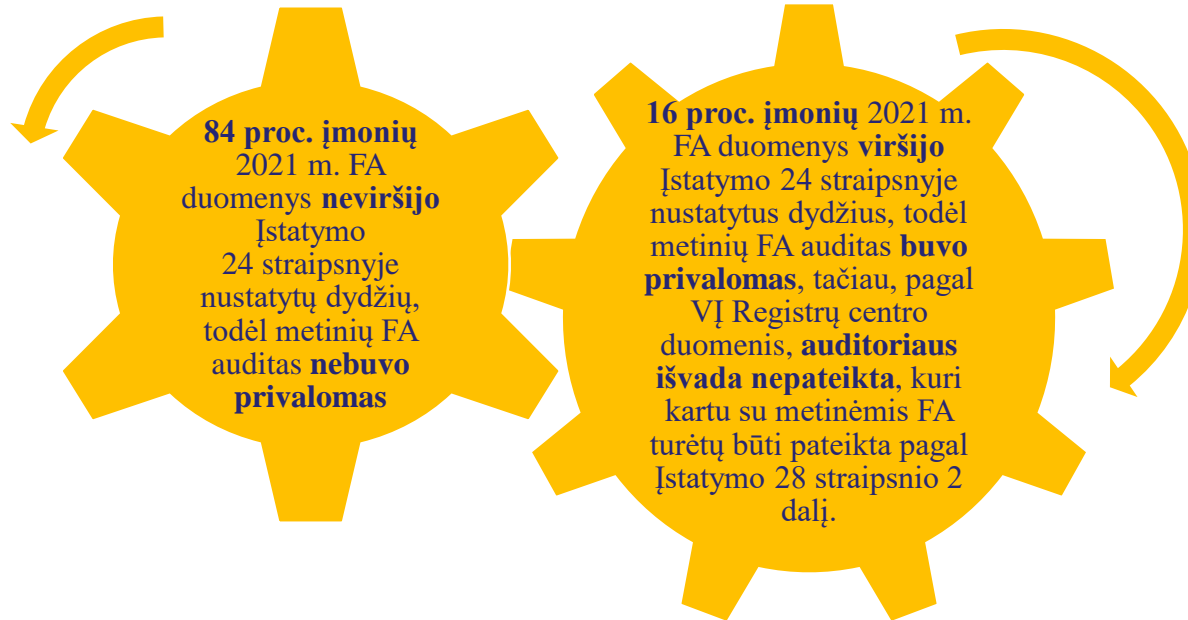 84 proc. įmonių
2021 m. FA
duomenys neviršijo
Įstatymo
24 straipsnyje
nustatytų dydžių,
todėl metinių FA
auditas nebuvo
privalomas
16 proc. įmonių 2021 m.
FA duomenys viršijo
Įstatymo 24 straipsnyje
nustatytus dydžius, todėl
metinių FA auditas buvo
privalomas, tačiau, pagal
VĮ Registrų centro
duomenis, auditoriaus
išvada nepateikta, kuri
kartu su metinėmis FA
turėtų būti pateikta pagal
Įstatymo 28 straipsnio 2
dalį.